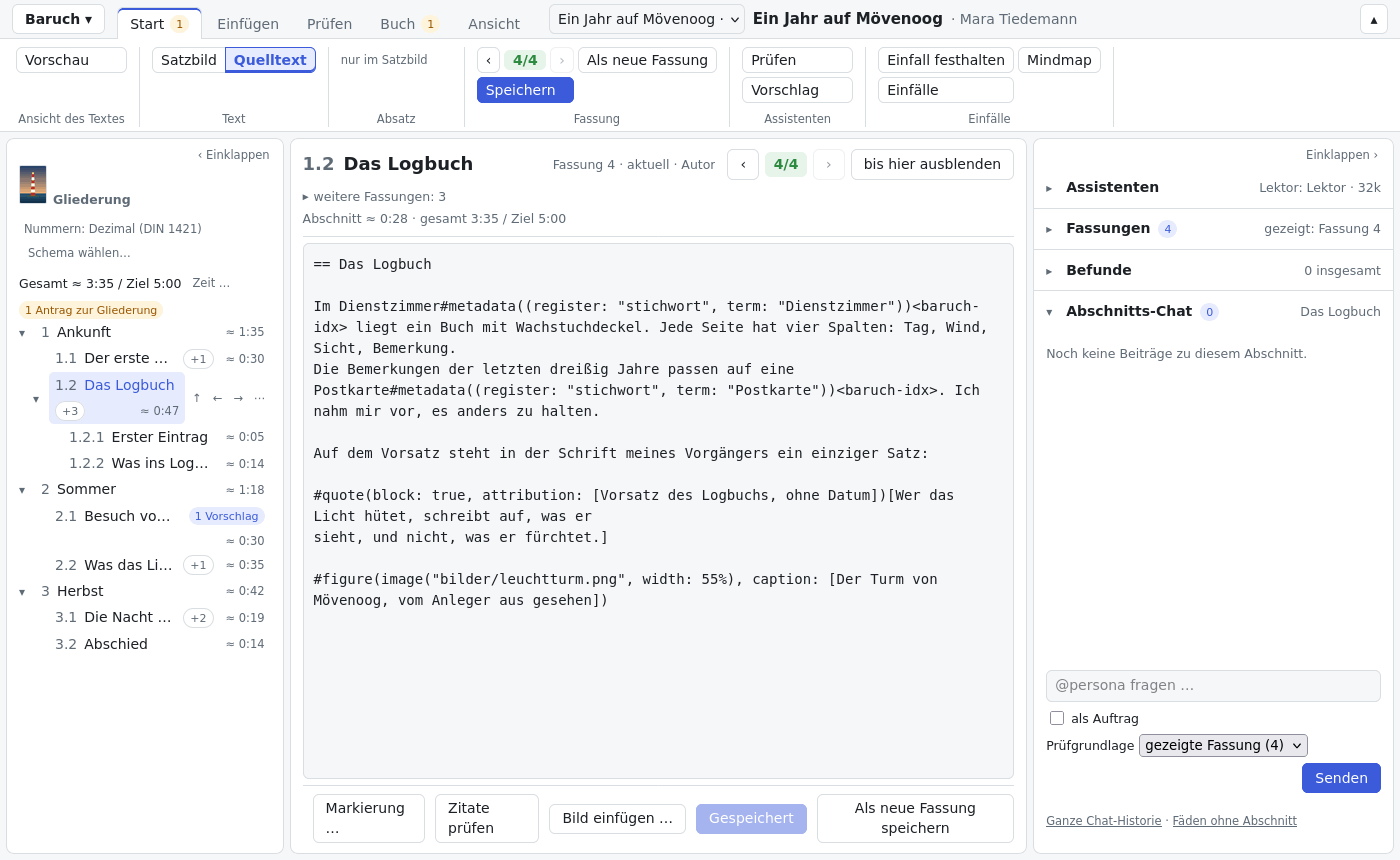 Baruch ▾ Start 1 Einfügen Prüfen Buch 1 Ansicht Ein Jahr auf Mövenoog · Ein Jahr auf Mövenoog · Mara Tiedemann ▴
Vorschau Satzbild Quelltext nur im Satzbild ‹ 4/4 › Als neue Fassung Prüfen Einfall festhalten Mindmap
Speichern Vorschlag Einfälle
Ansicht des Textes Text Absatz Fassung Assistenten Einfälle
‹ Einklappen
Gliederung
Nummern: Dezimal (DIN 1421)
Schema wählen…
Gesamt ≈ 3:35 / Ziel 5:00 Zeit …
1 Antrag zur Gliederung
▾ 1 Ankunft ≈ 1:35
1.1 Der erste … +1 ≈ 0:30
▾ 1.2 Das Logbuch ↑ ← → ···
+3 ≈ 0:47
1.2.1 Erster Eintrag ≈ 0:05
1.2.2 Was ins Log… ≈ 0:14
▾ 2 Sommer ≈ 1:18
2.1 Besuch vo… 1 Vorschlag
≈ 0:30
2.2 Was das Li… +1 ≈ 0:35
▾ 3 Herbst ≈ 0:42
3.1 Die Nacht … +2 ≈ 0:19
3.2 Abschied ≈ 0:14
1.2 Das Logbuch Fassung 4 · aktuell · Autor ‹ 4/4 › bis hier ausblenden
▸ weitere Fassungen: 3
Abschnitt ≈ 0:28 · gesamt 3:35 / Ziel 5:00
== Das Logbuch
Im Dienstzimmer#metadata((register: "stichwort", term: "Dienstzimmer"))<baruch-
idx> liegt ein Buch mit Wachstuchdeckel. Jede Seite hat vier Spalten: Tag, Wind,
Sicht, Bemerkung.
Die Bemerkungen der letzten dreißig Jahre passen auf eine
Postkarte#metadata((register: "stichwort", term: "Postkarte"))<baruch-idx>. Ich
nahm mir vor, es anders zu halten.
Auf dem Vorsatz steht in der Schrift meines Vorgängers ein einziger Satz:
#quote(block: true, attribution: [Vorsatz des Logbuchs, ohne Datum])[Wer das
Licht hütet, schreibt auf, was er
sieht, und nicht, was er fürchtet.]
#figure(image("bilder/leuchtturm.png", width: 55%), caption: [Der Turm von
Mövenoog, vom Anleger aus gesehen])
Markierung
…
Zitate
prüfen
Bild einfügen …
Gespeichert
Als neue Fassung
speichern
Einklappen ›
▸ Assistenten Lektor: Lektor · 32k
▸ Fassungen 4 gezeigt: Fassung 4
▸ Befunde 0 insgesamt
▾ Abschnitts-Chat 0 Das Logbuch
Noch keine Beiträge zu diesem Abschnitt.
@persona fragen …
als Auftrag
Prüfgrundlage gezeigte Fassung (4)
Senden
Ganze Chat-Historie · Fäden ohne Abschnitt